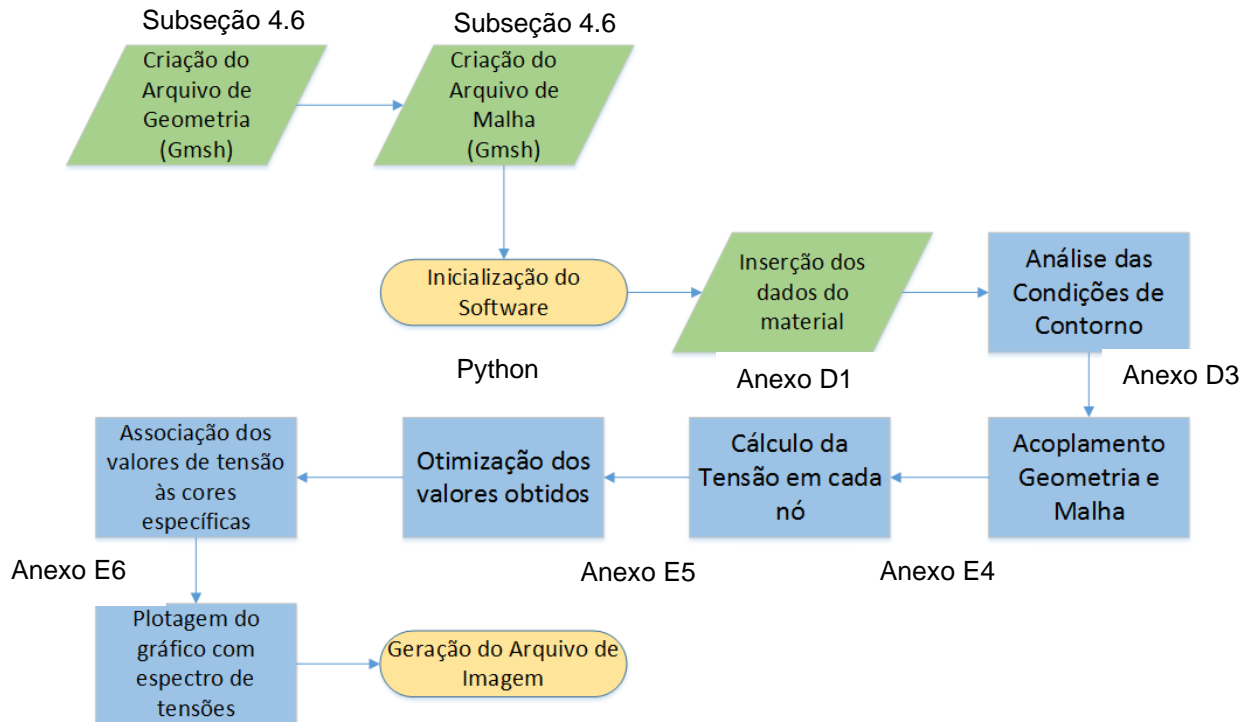 Subseção 4.6
Subseção 4.6
Criação do
Arquivo de
Geometria
(Gmsh)
Criação do
Arquivo de
Malha
(Gmsh)
Inicialização do
Software
Python
Inserção dos
dados do
material
Anexo D1
Análise das
Condições de
Contorno
Anexo D3
Acoplamento
Geometria e
Malha
Anexo E4
Cálculo da
Tensão em cada
nó
Anexo E5
Otimização dos
valores obtidos
Associação dos
valores de tensão
às cores
específicas
Anexo E6
Plotagem do
gráfico com
espectro de
tensões
Geração do Arquivo de
Imagem